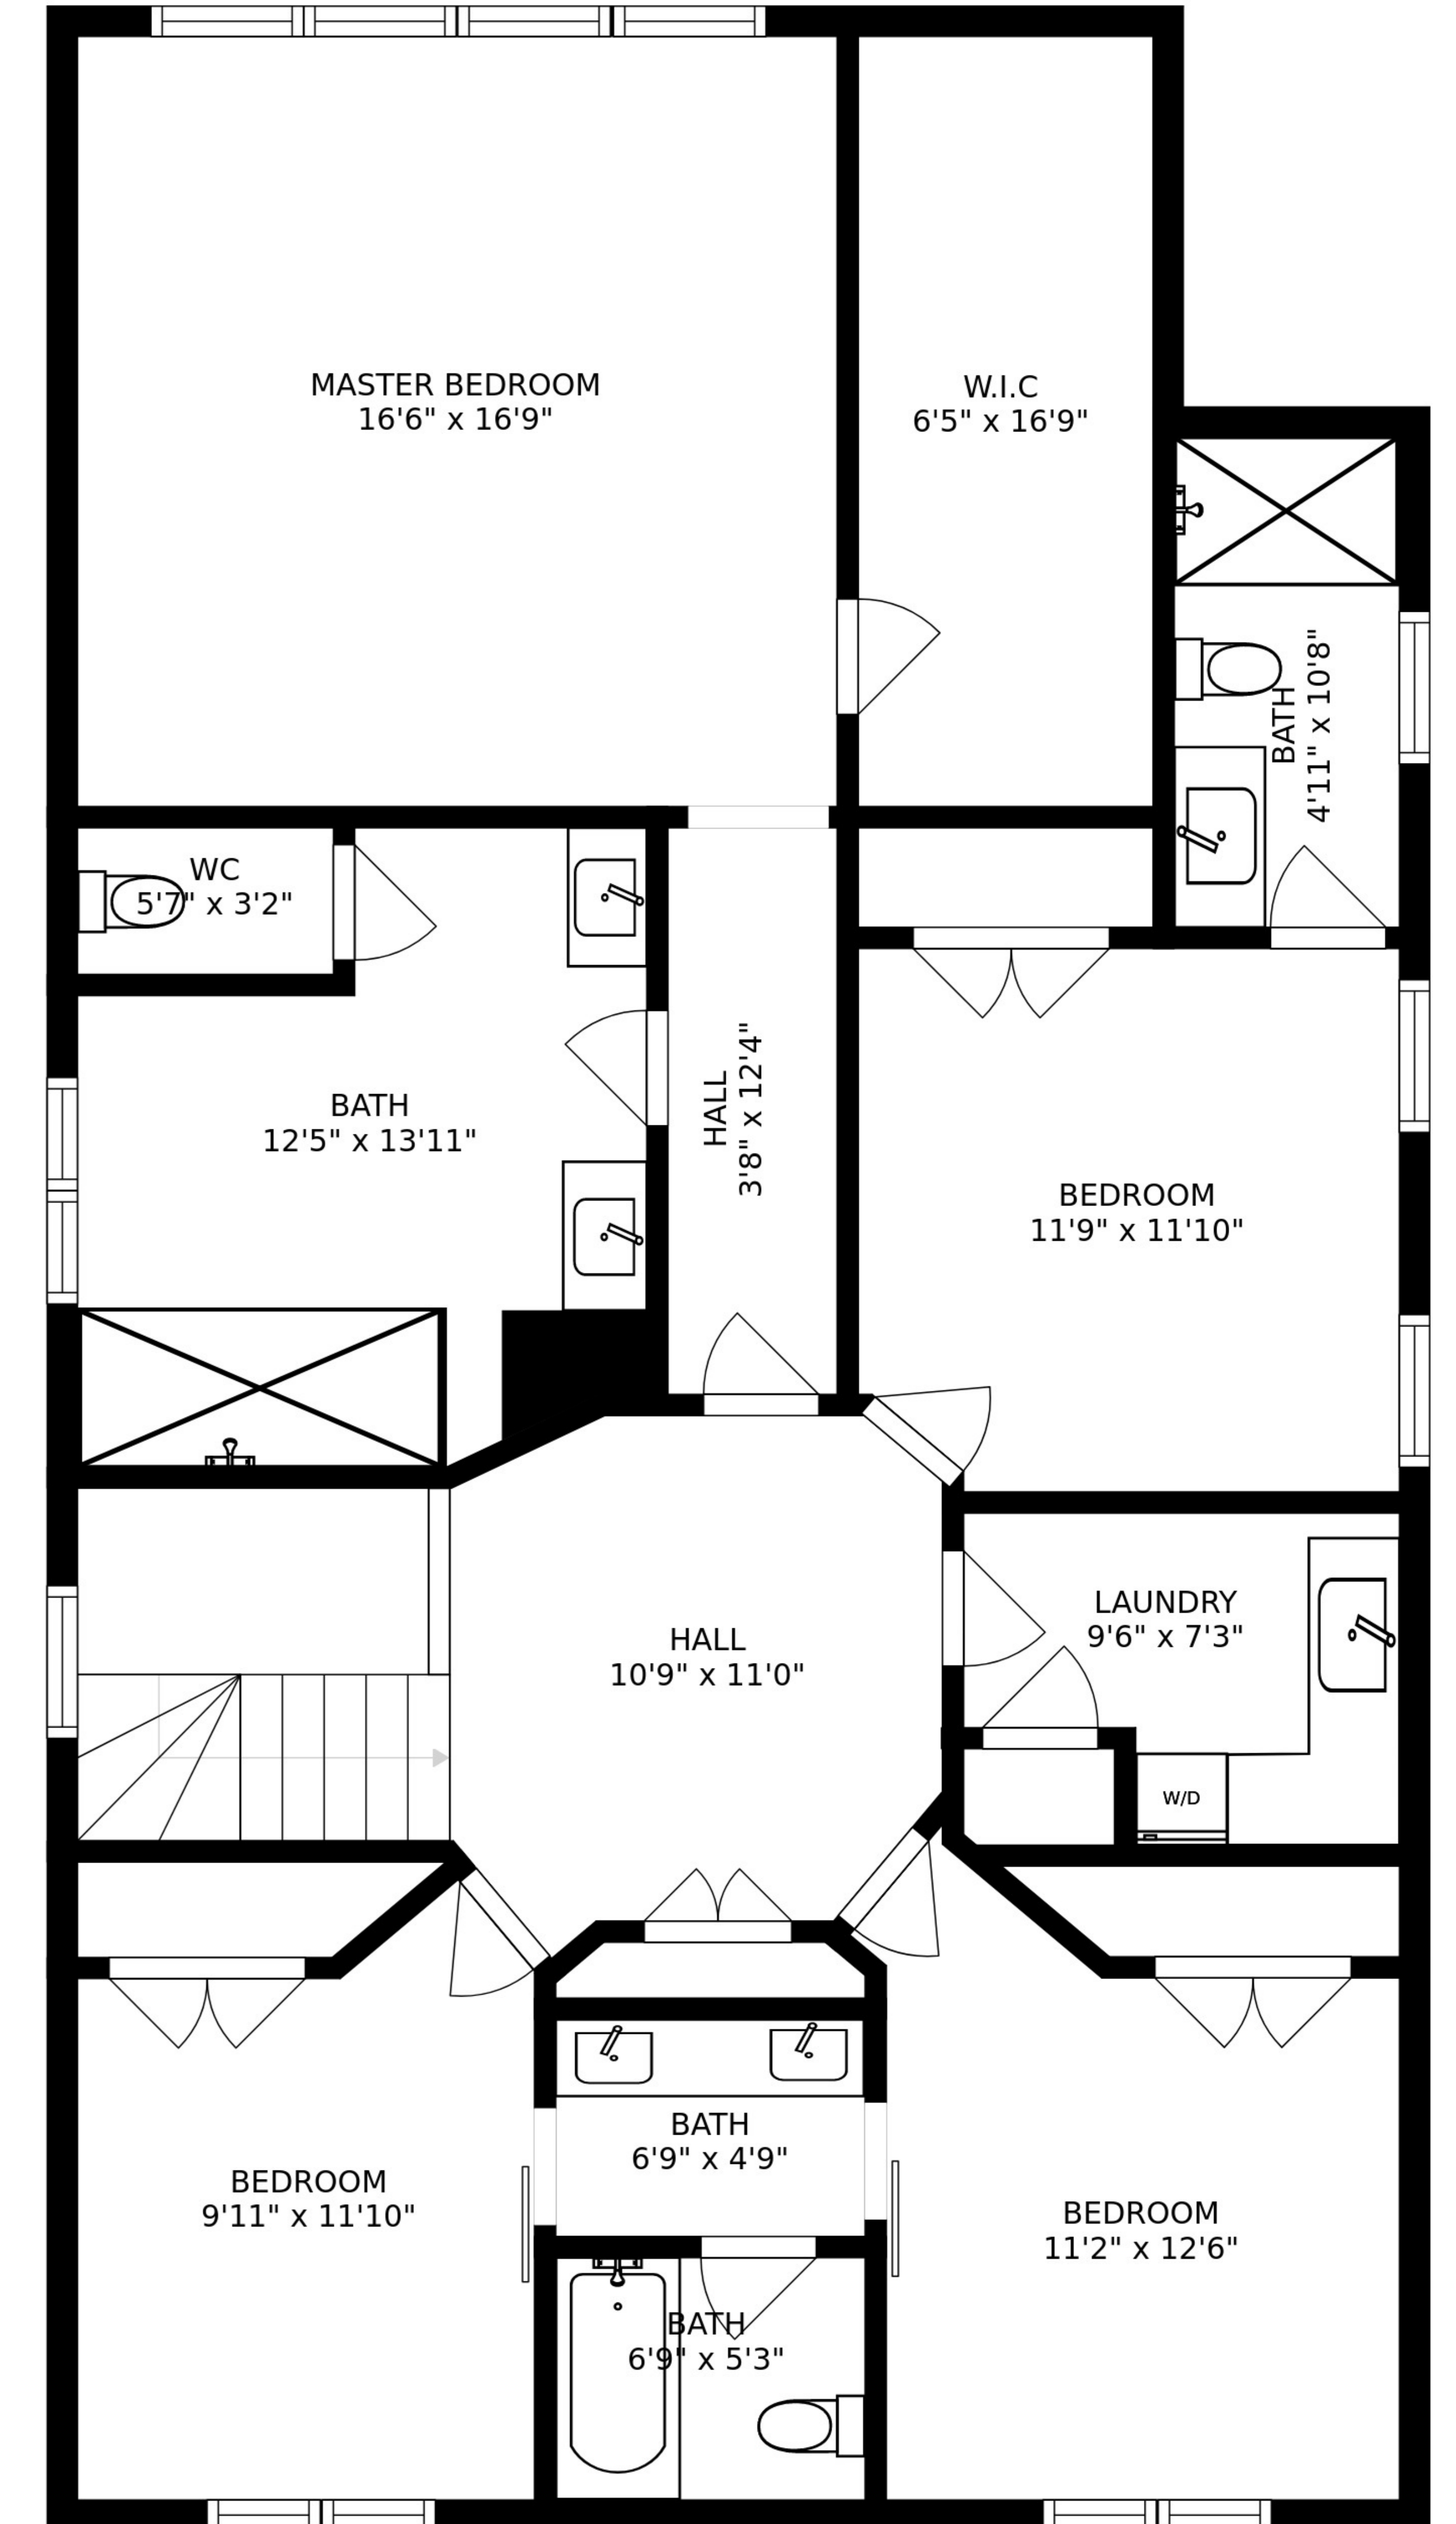 MASTER BEDROOM
16'6" x 16'9"
W.I.C
6'5" x 16'9"
BATH
4'11" x 10'8"
WC
5'7" x 3'2"
BATH
12'5" x 13'11"
HALL
3'8" x 12'4"
BEDROOM
11'9" x 11'10"
HALL
10'9" x 11'0"
LAUNDRY
9'6" x 7'3"
W/D
BATH
6'9" x 4'9"
BEDROOM
9'11" x 11'10"
BEDROOM
11'2" x 12'6"
BATH
6'9" x 5'3"